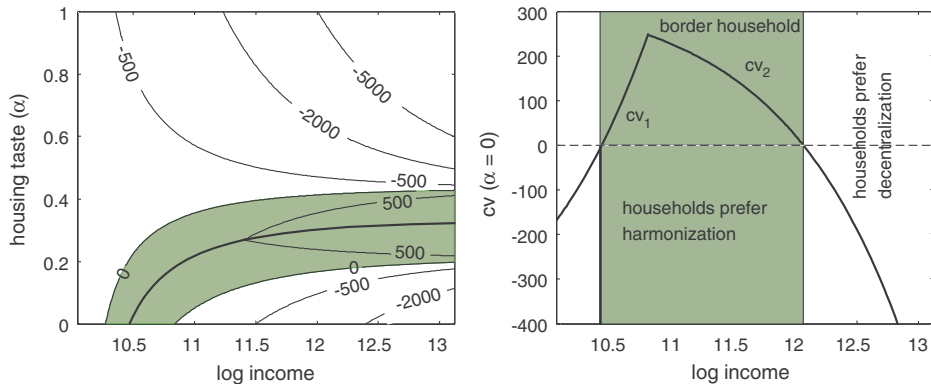 1
0.8
0.6
0.4
0.2
0
housing taste (α)
-500
-5000
-2000
-500
500
500
0
0
-500
-2000
10.5 11 11.5 12 12.5 13
log income
300
200
100
0
-100
-200
-300
-400
cv (α = 0)
border household
cv2
cv1
households prefer
harmonization
households prefer
decentralization
10.5 11 11.5 12 12.5 13
log income